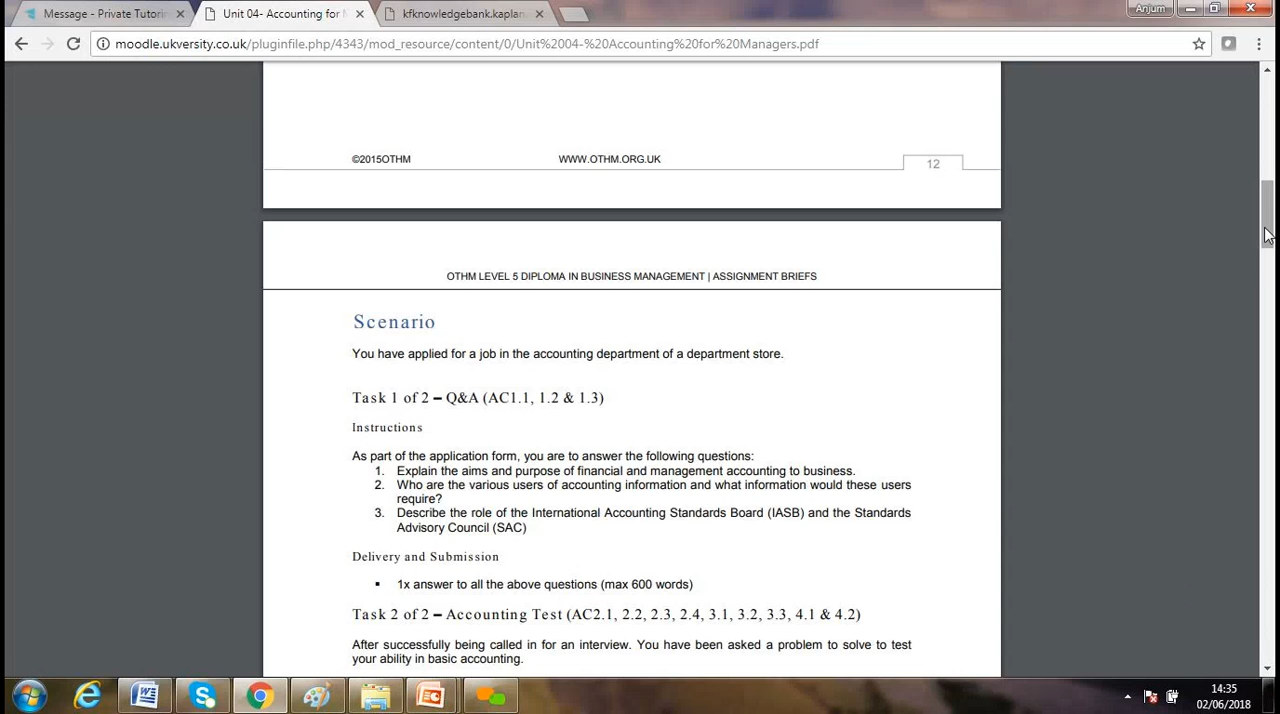 Message - Private Tutorin
Unit 04- Accounting for M
kfknowledgebank.kaplan.
Anjum
moodle.ukversity.co.uk/pluginfile.php/4343/mod_resource/content/0/Unit%2004-%20Accounting%20for%20Managers.pdf
©2015OTHM WWW.OTHM.ORG.UK 12
OTHM LEVEL 5 DIPLOMA IN BUSINESS MANAGEMENT | ASSIGNMENT BRIEFS
Scenario
You have applied for a job in the accounting department of a department store.
Task 1 of 2 – Q&A (AC1.1, 1.2 & 1.3)
Instructions
As part of the application form, you are to answer the following questions:
1. Explain the aims and purpose of financial and management accounting to business.
2. Who are the various users of accounting information and what information would these users
require?
3. Describe the role of the International Accounting Standards Board (IASB) and the Standards
Advisory Council (SAC)
Delivery and Submission
▪ 1x answer to all the above questions (max 600 words)
Task 2 of 2 – Accounting Test (AC2.1, 2.2, 2.3, 2.4, 3.1, 3.2, 3.3, 4.1 & 4.2)
After successfully being called in for an interview. You have been asked a problem to solve to test
your ability in basic accounting.
14:35
02/06/2018